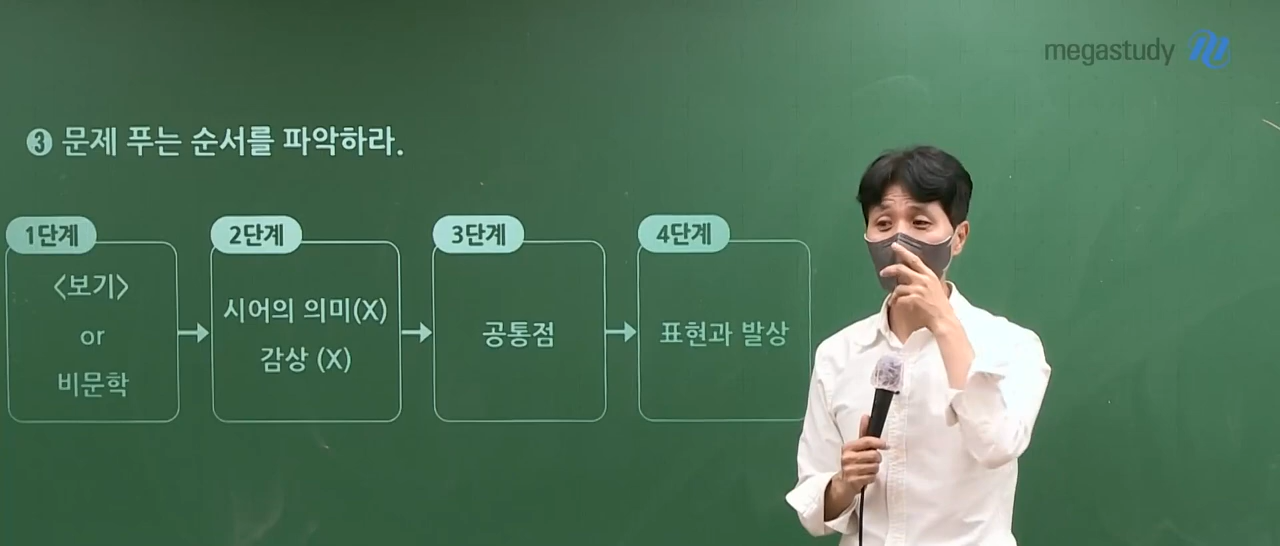 megastudy
❸ 문제 푸는 순서를 파악하라.
1단계
<보기>
or
비문학
2단계
시어의 의미(X)
감상 (X)
3단계
공통점
4단계
표현과 발상